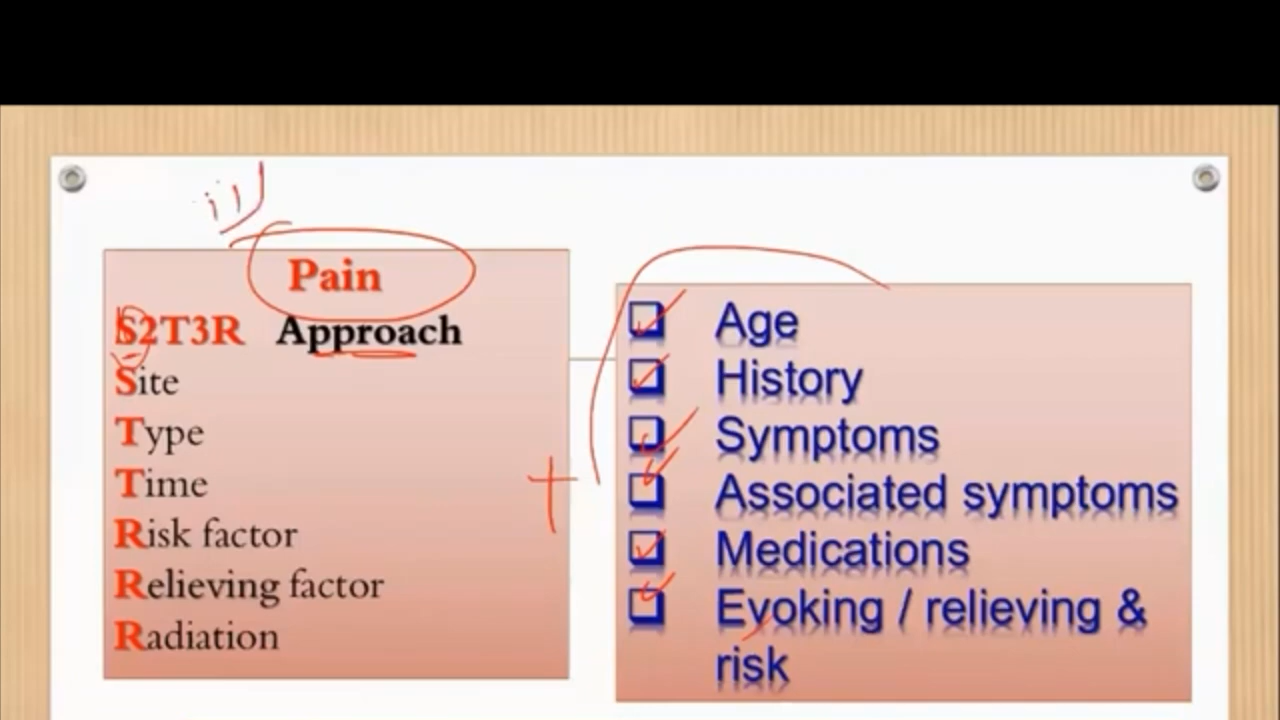 Pain
S2T3R Approach
Site
Type
Time
Risk factor
Relieving factor
Radiation
Age
History
Symptoms
Associated symptoms
Medications
Evoking / relieving &
risk